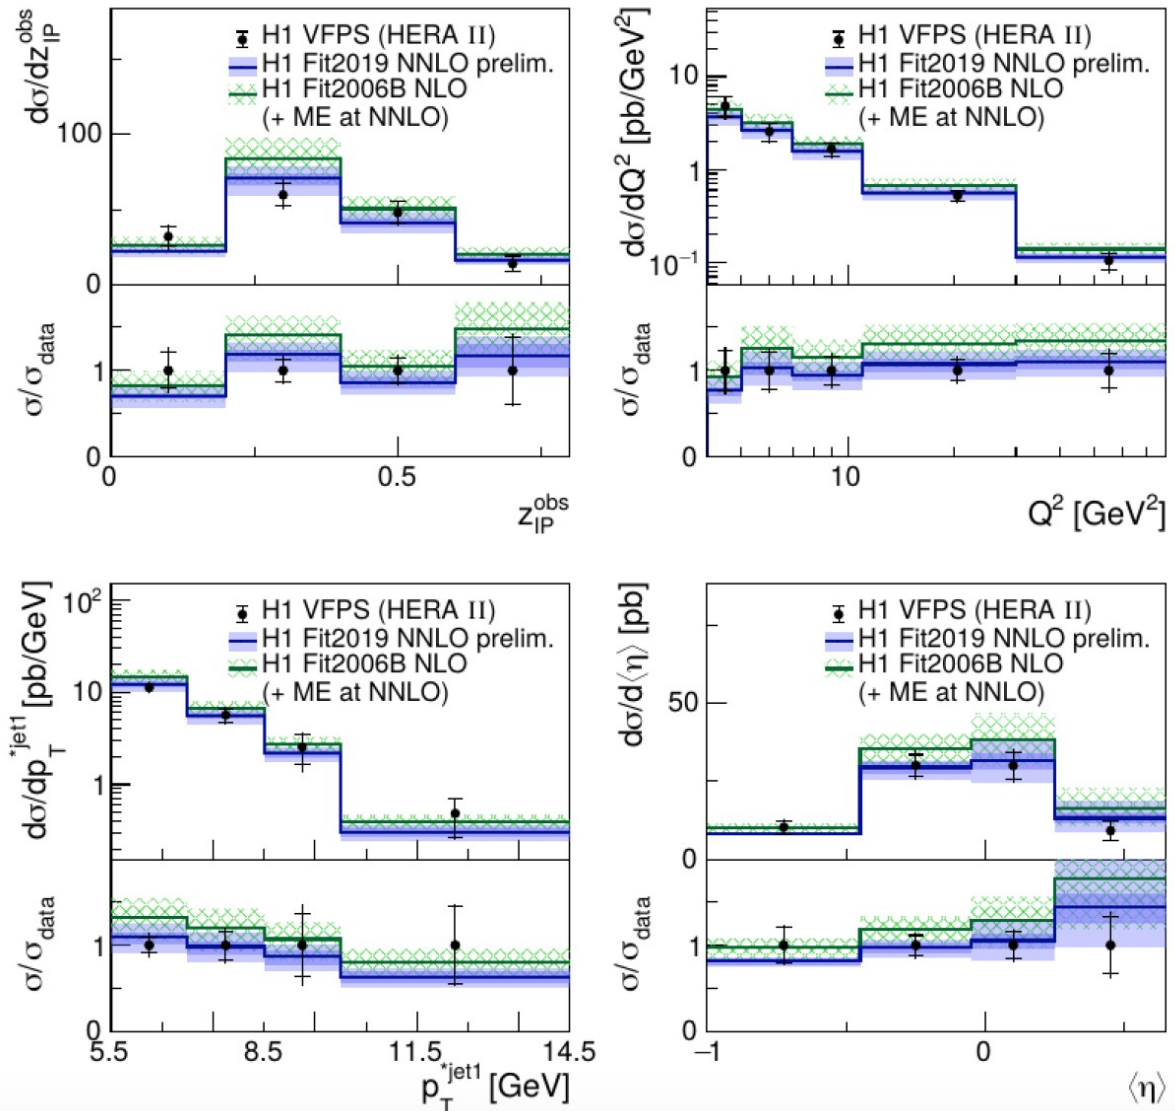 dσ/dz_IP^obs
H1 VFPS (HERA II)
H1 Fit2019 NNLO prelim.
H1 Fit2006B NLO
(+ ME at NNLO)
100
0
σ/σ_data
1
0
0
0.5
z_IP^obs
dσ/dQ² [pb/GeV²]
H1 VFPS (HERA II)
H1 Fit2019 NNLO prelim.
H1 Fit2006B NLO
(+ ME at NNLO)
10
1
10⁻¹
σ/σ_data
1
0
10
Q² [GeV²]
dσ/dp_T^*jet1 [pb/GeV]
H1 VFPS (HERA II)
H1 Fit2019 NNLO prelim.
H1 Fit2006B NLO
(+ ME at NNLO)
10²
10
1
σ/σ_data
1
0
5.5
8.5
11.5
14.5
p_T^*jet1 [GeV]
dσ/d⟨η⟩ [pb]
H1 VFPS (HERA II)
H1 Fit2019 NNLO prelim.
H1 Fit2006B NLO
(+ ME at NNLO)
50
0
σ/σ_data
1
0
−1
0
⟨η⟩